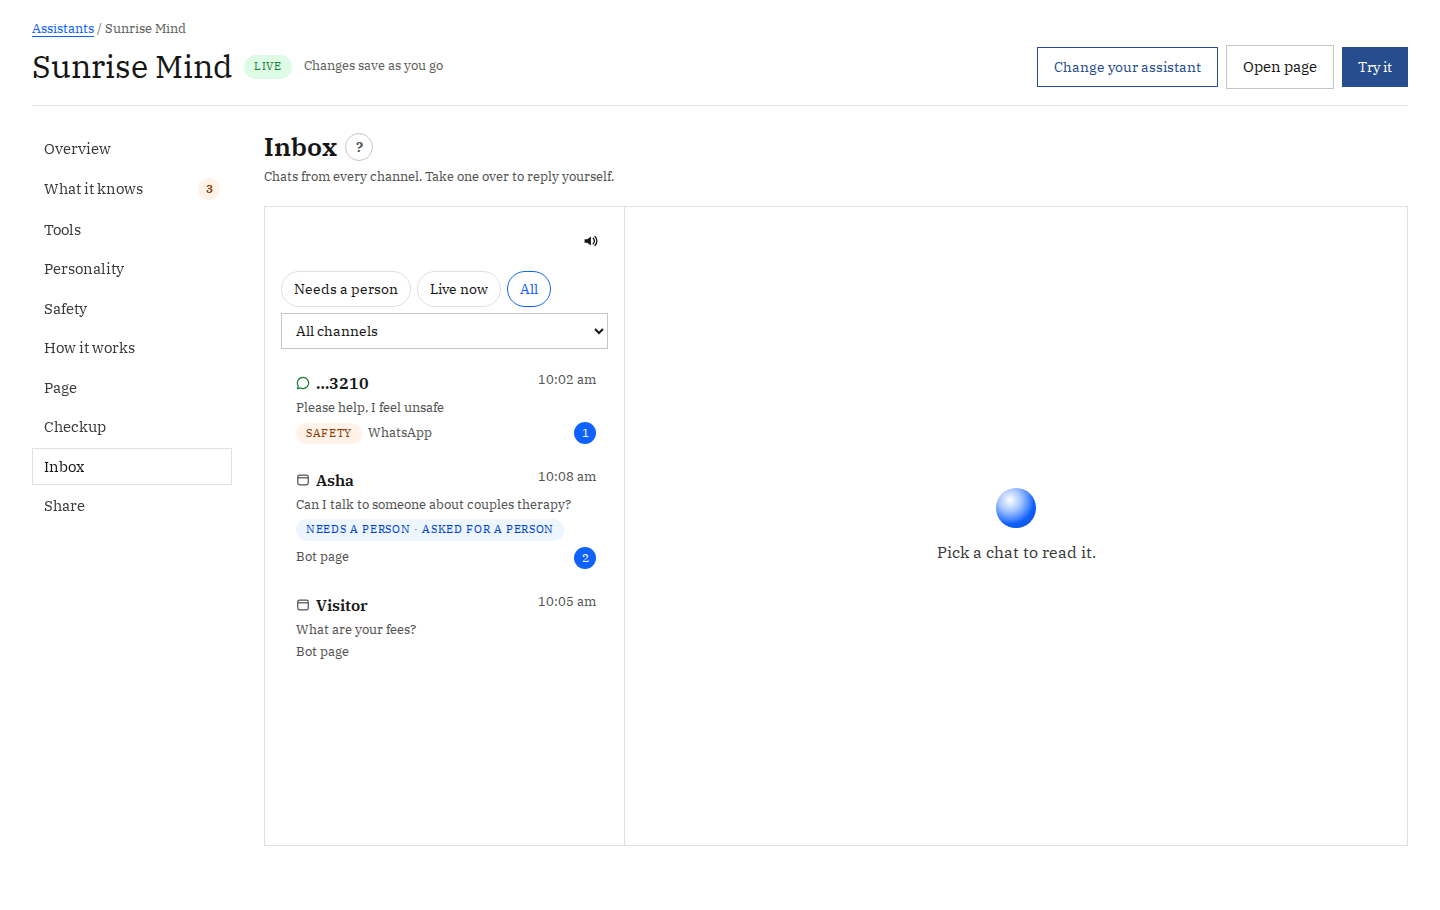 Assistants / Sunrise Mind
Sunrise Mind
LIVE
Changes save as you go
Change your assistant
Open page
Try it
Overview
What it knows
3
Tools
Personality
Safety
How it works
Page
Checkup
Inbox
Share
Inbox
?
Chats from every channel. Take one over to reply yourself.
Needs a person
Live now
All
All channels
...3210
10:02 am
Please help, I feel unsafe
SAFETY
WhatsApp
1
Asha
10:08 am
Can I talk to someone about couples therapy?
NEEDS A PERSON · ASKED FOR A PERSON
Bot page
2
Visitor
10:05 am
What are your fees?
Bot page
Pick a chat to read it.